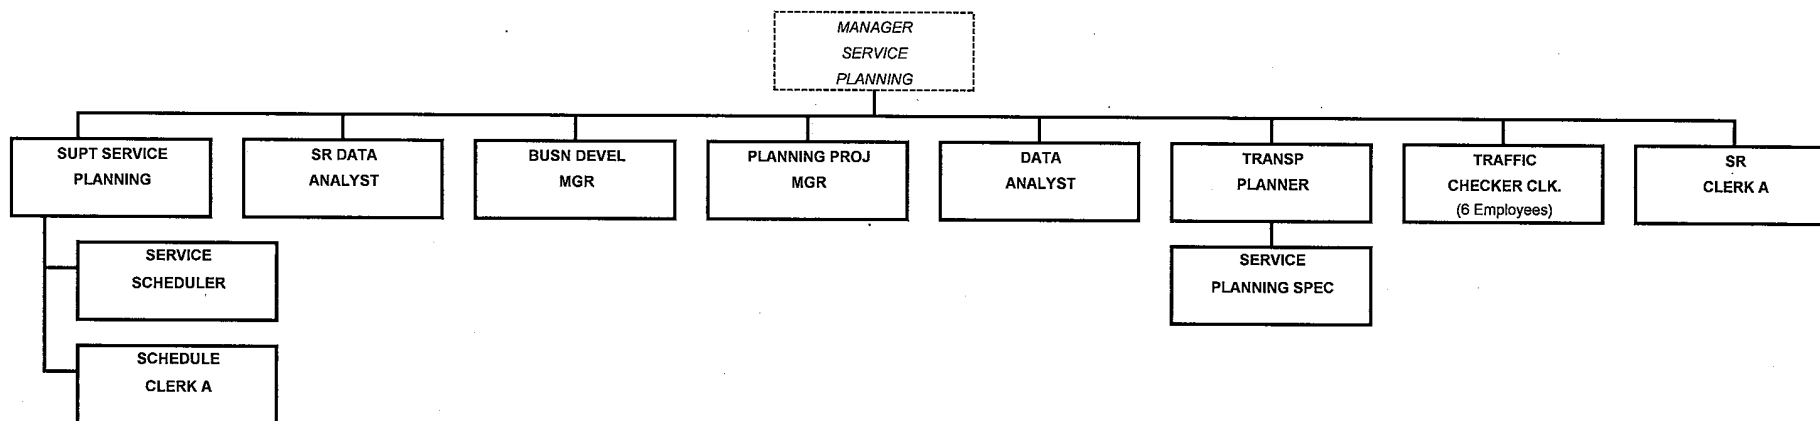 MANAGER
SERVICE
PLANNING
SUPT SERVICE
PLANNING
SR DATA
ANALYST
BUSN DEVEL
MGR
PLANNING PROJ
MGR
DATA
ANALYST
TRANSP
PLANNER
TRAFFIC
CHECKER CLK.
(6 Employees)
SR
CLERK A
SERVICE
SCHEDULER
SERVICE
PLANNING SPEC
SCHEDULE
CLERK A